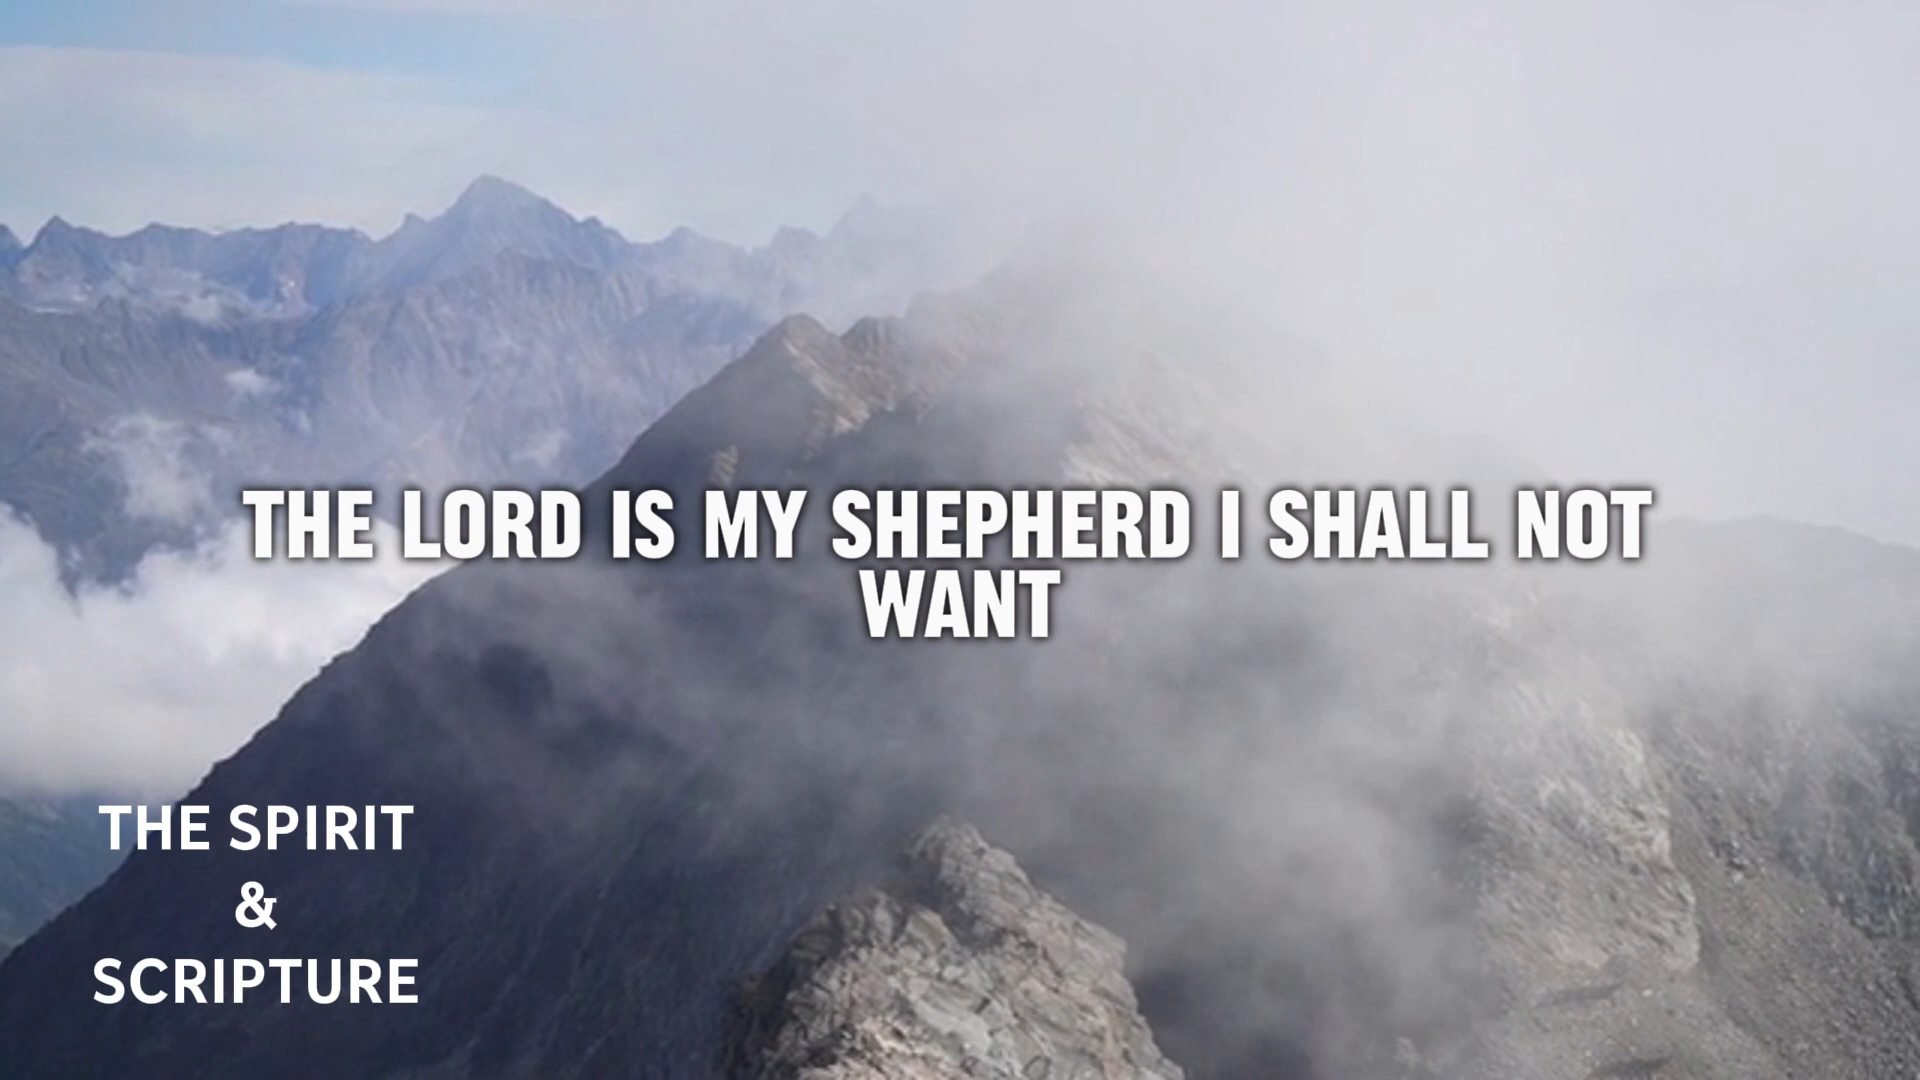 THE LORD IS MY SHEPHERD I SHALL NOT
WANT
THE SPIRIT
&
SCRIPTURE